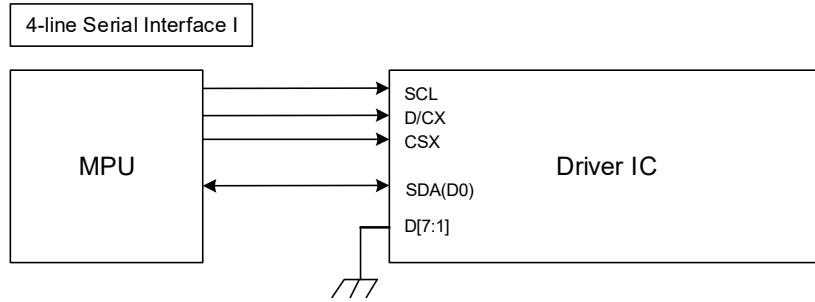 4-line Serial Interface I
SCL
D/CX
CSX
MPU
Driver IC
SDA(D0)
D[7:1]